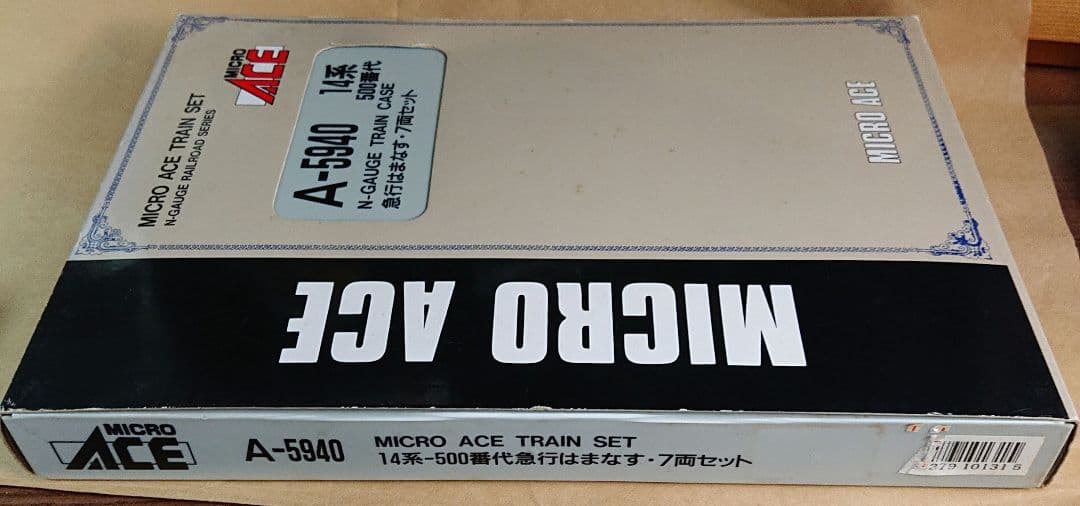 MICRO
ACE
MICRO ACE TRAIN SET
N-GAUGE RAILROAD SERIES
A-5940 14系
500番代
N-GAUGE TRAIN CASE
急行はまなす・7両セット
MICRO ACE
MICRO ACE
MICRO
ACE
A-5940
MICRO ACE TRAIN SET
14系-500番代急行はまなす・7両セット
279 10131 5